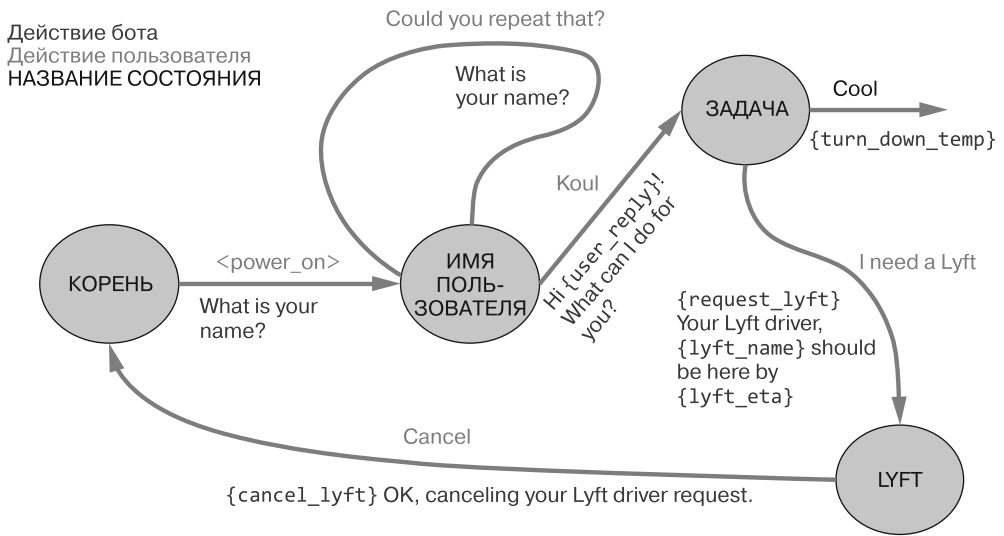 Действие бота
Действие пользователя
НАЗВАНИЕ СОСТОЯНИЯ
Could you repeat that?
What is
your name?
ЗАДАЧА
Cool
{turn_down_temp}
Koul
Hi {user_reply}!
What can I do for
you?
КОРЕНЬ
<power_on>
What is your
name?
ИМЯ
ПОЛЬ-
ЗОВАТЕЛЯ
I need a Lyft
{request_lyft}
Your Lyft driver,
{lyft_name} should
be here by
{lyft_eta}
Cancel
{cancel_lyft} OK, canceling your Lyft driver request.
LYFT